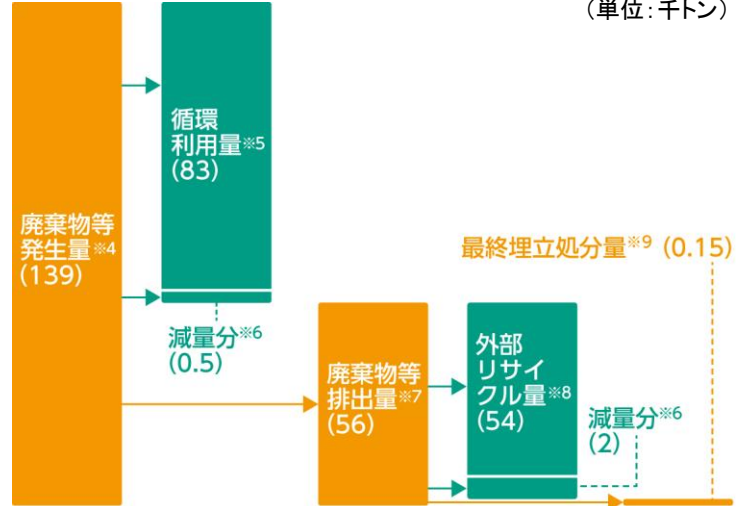 （単位：千トン）
廃棄物等
発生量※4
(139)
循環
利用量※5
(83)
減量分※6
(0.5)
廃棄物等
排出量※7
(56)
外部
リサイ
クル量※8
(54)
減量分※6
(2)
最終埋立処分量※9 (0.15)